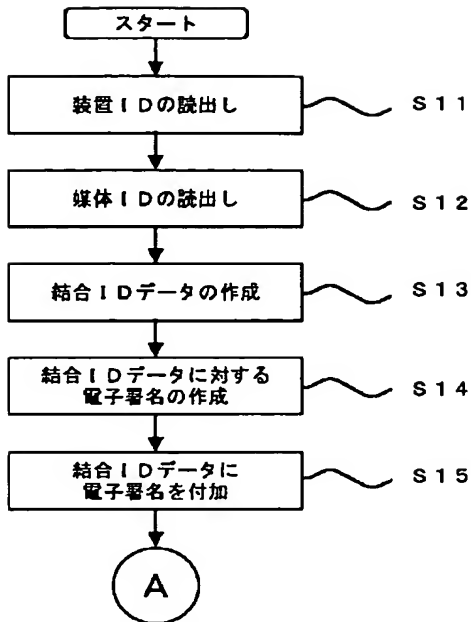 スタート
装置IDの読出し
S11
媒体IDの読出し
S12
結合IDデータの作成
S13
結合IDデータに対する
電子署名の作成
S14
結合IDデータに
電子署名を付加
S15
A